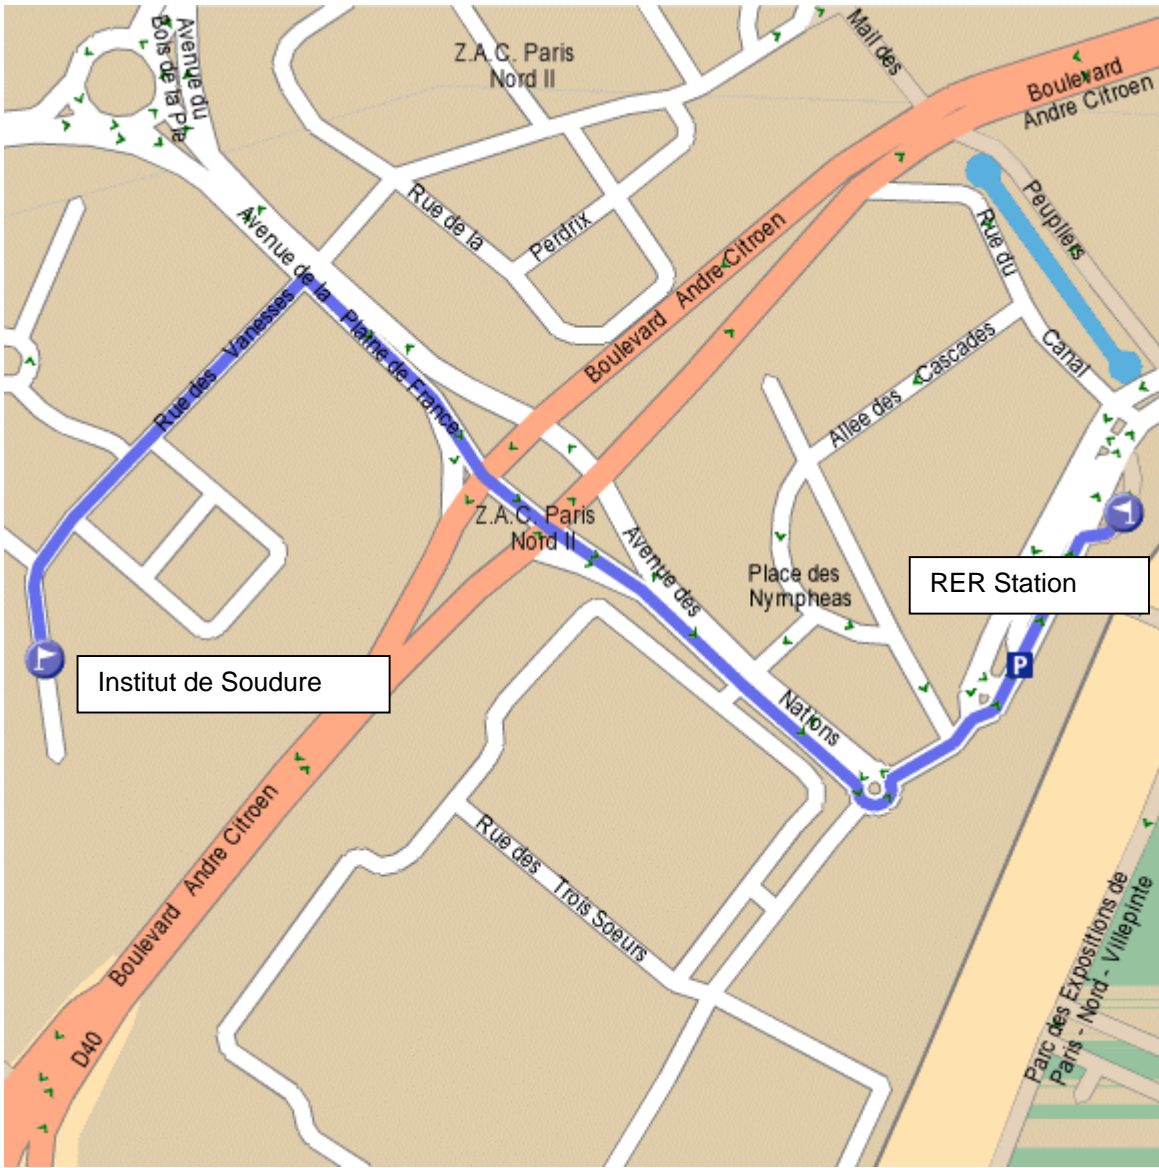 Z.A.C. Paris
Nord II
Mail des
Boulevard
Andre Citroen
Avenue du
Bois de la Pie
Rue de la
Perdrix
Peupliers
Rue du
Canal
Avenue de la
Plaine de France
Boulevard Andre Citroen
Rue des Vanesses
Allee des Cascades
Z.A.C. Paris
Nord II
Avenue des
Nations
Place des
Nympheas
RER Station
P
Institut de Soudure
Boulevard Andre Citroen
D40
Rue des Trois Soeurs
Parc des Expositions de
Paris - Nord - Villepinte